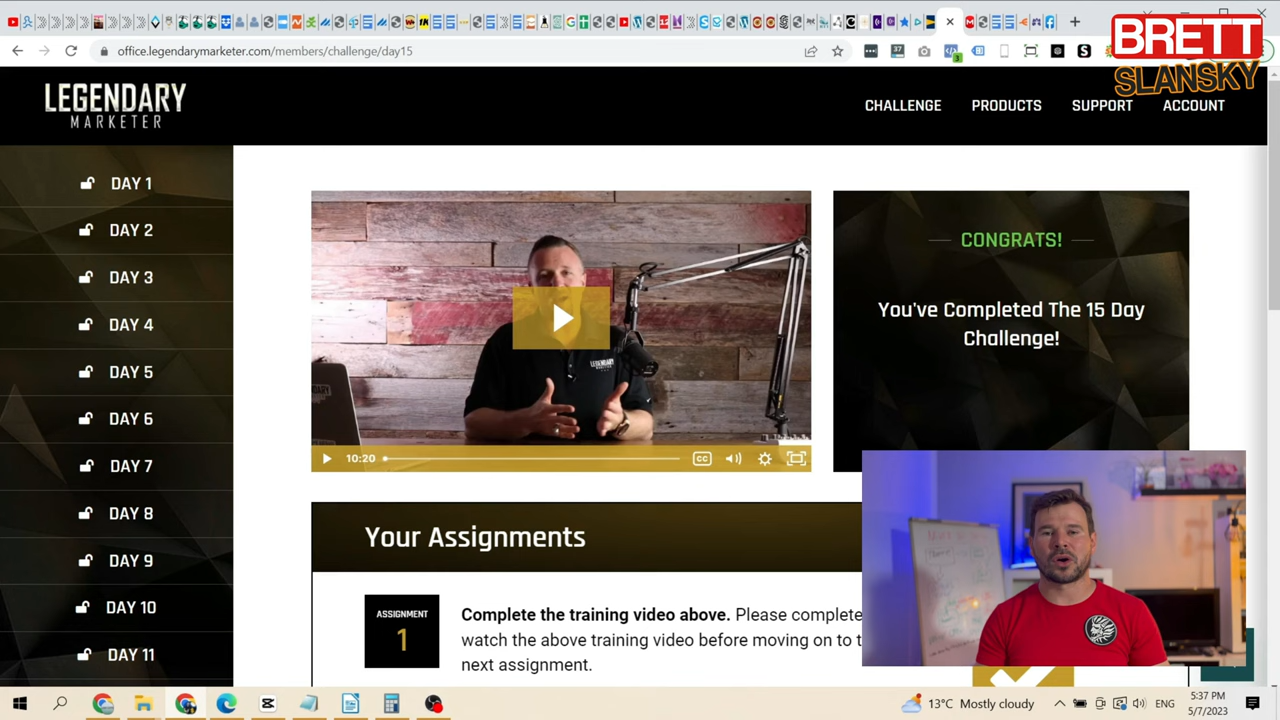 BRETT
SLANSKY
office.legendarymarketer.com/members/challenge/day15
37
3
LEGENDARY
MARKETER
CHALLENGE
PRODUCTS
SUPPORT
ACCOUNT
DAY 1
DAY 2
DAY 3
DAY 4
DAY 5
DAY 6
DAY 7
DAY 8
DAY 9
DAY 10
DAY 11
LEGENDARY
10:20
CC
CONGRATS!
You've Completed The 15 Day
Challenge!
Your Assignments
ASSIGNMENT
1
Complete the training video above. Please complete
watch the above training video before moving on to t
next assignment.
13°C Mostly cloudy
ENG
5:37 PM
5/7/2023